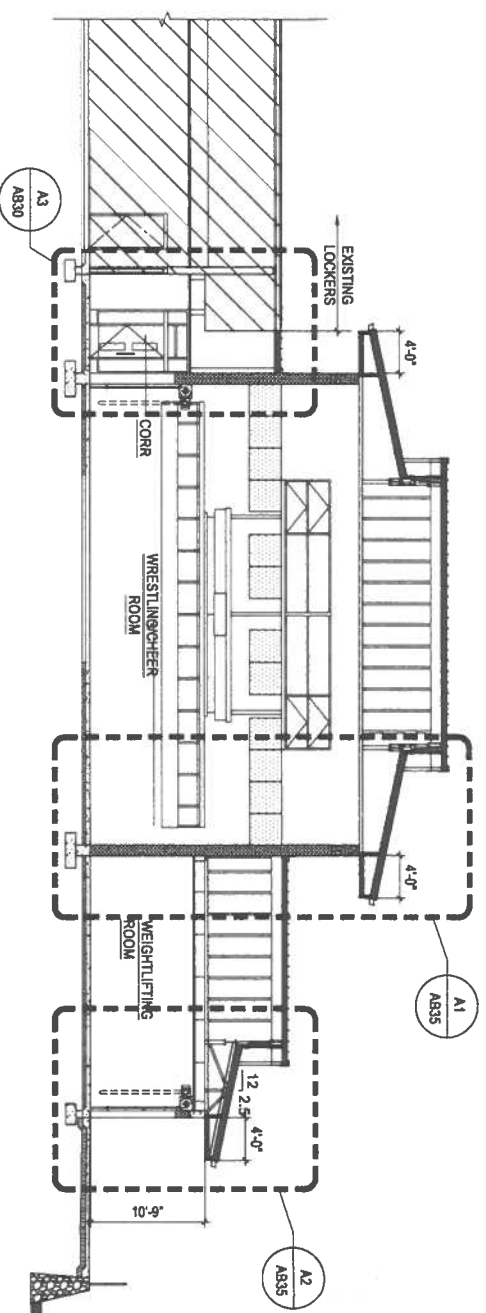 A3
AB30
EXISTING
LOCKERS
4'-0"
CORR
WRESTLING/CHEER
ROOM
4'-0"
A1
AB35
WEIGHTLIFTING
ROOM
12
2.5
4'-0"
10'-9"
A2
AB35